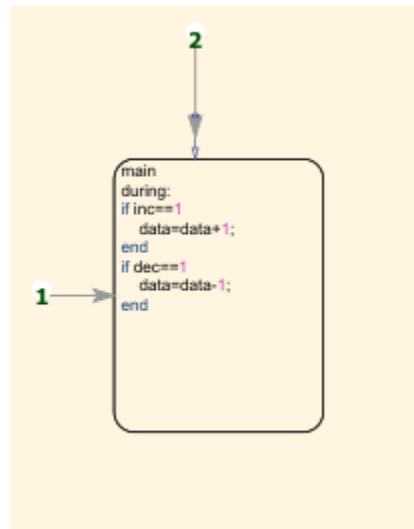 2
main
during:
if inc==1
data=data+1;
end
if dec==1
data=data-1;
end
1